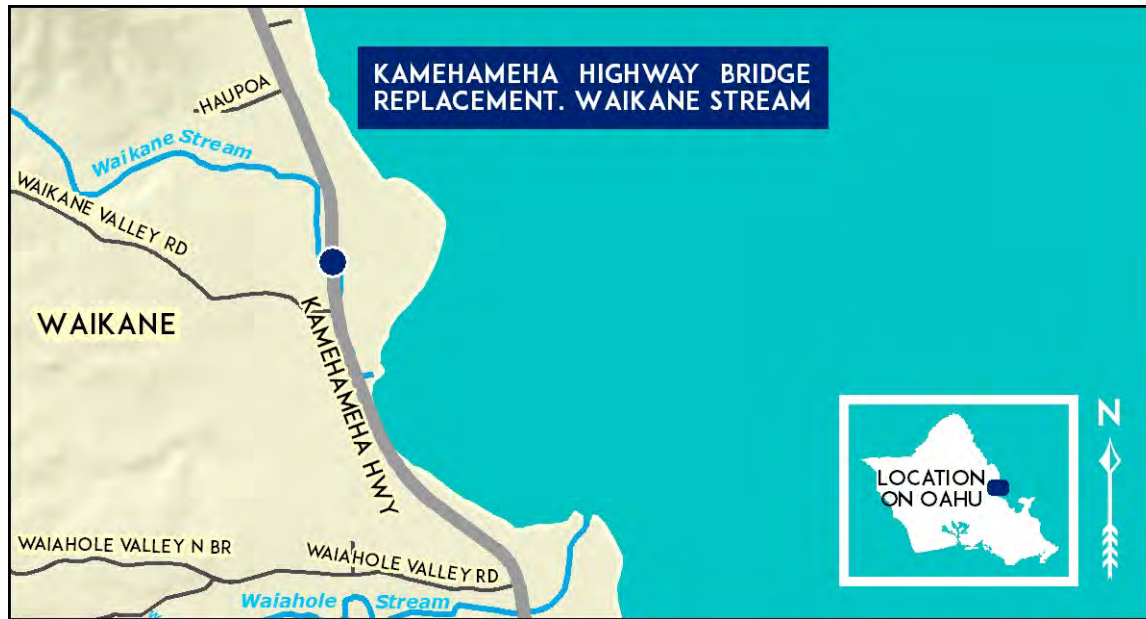 KAMEHAMEHA HIGHWAY BRIDGE
REPLACEMENT. WAIKANE STREAM
HAUPOA
Waikane Stream
WAIKANE VALLEY RD
WAIKANE
KAMEHAMEHA HWY
N
LOCATION
ON OAHU
WAIAHOLE VALLEY N BR
WAIAHOLE VALLEY RD
Waiahole Stream